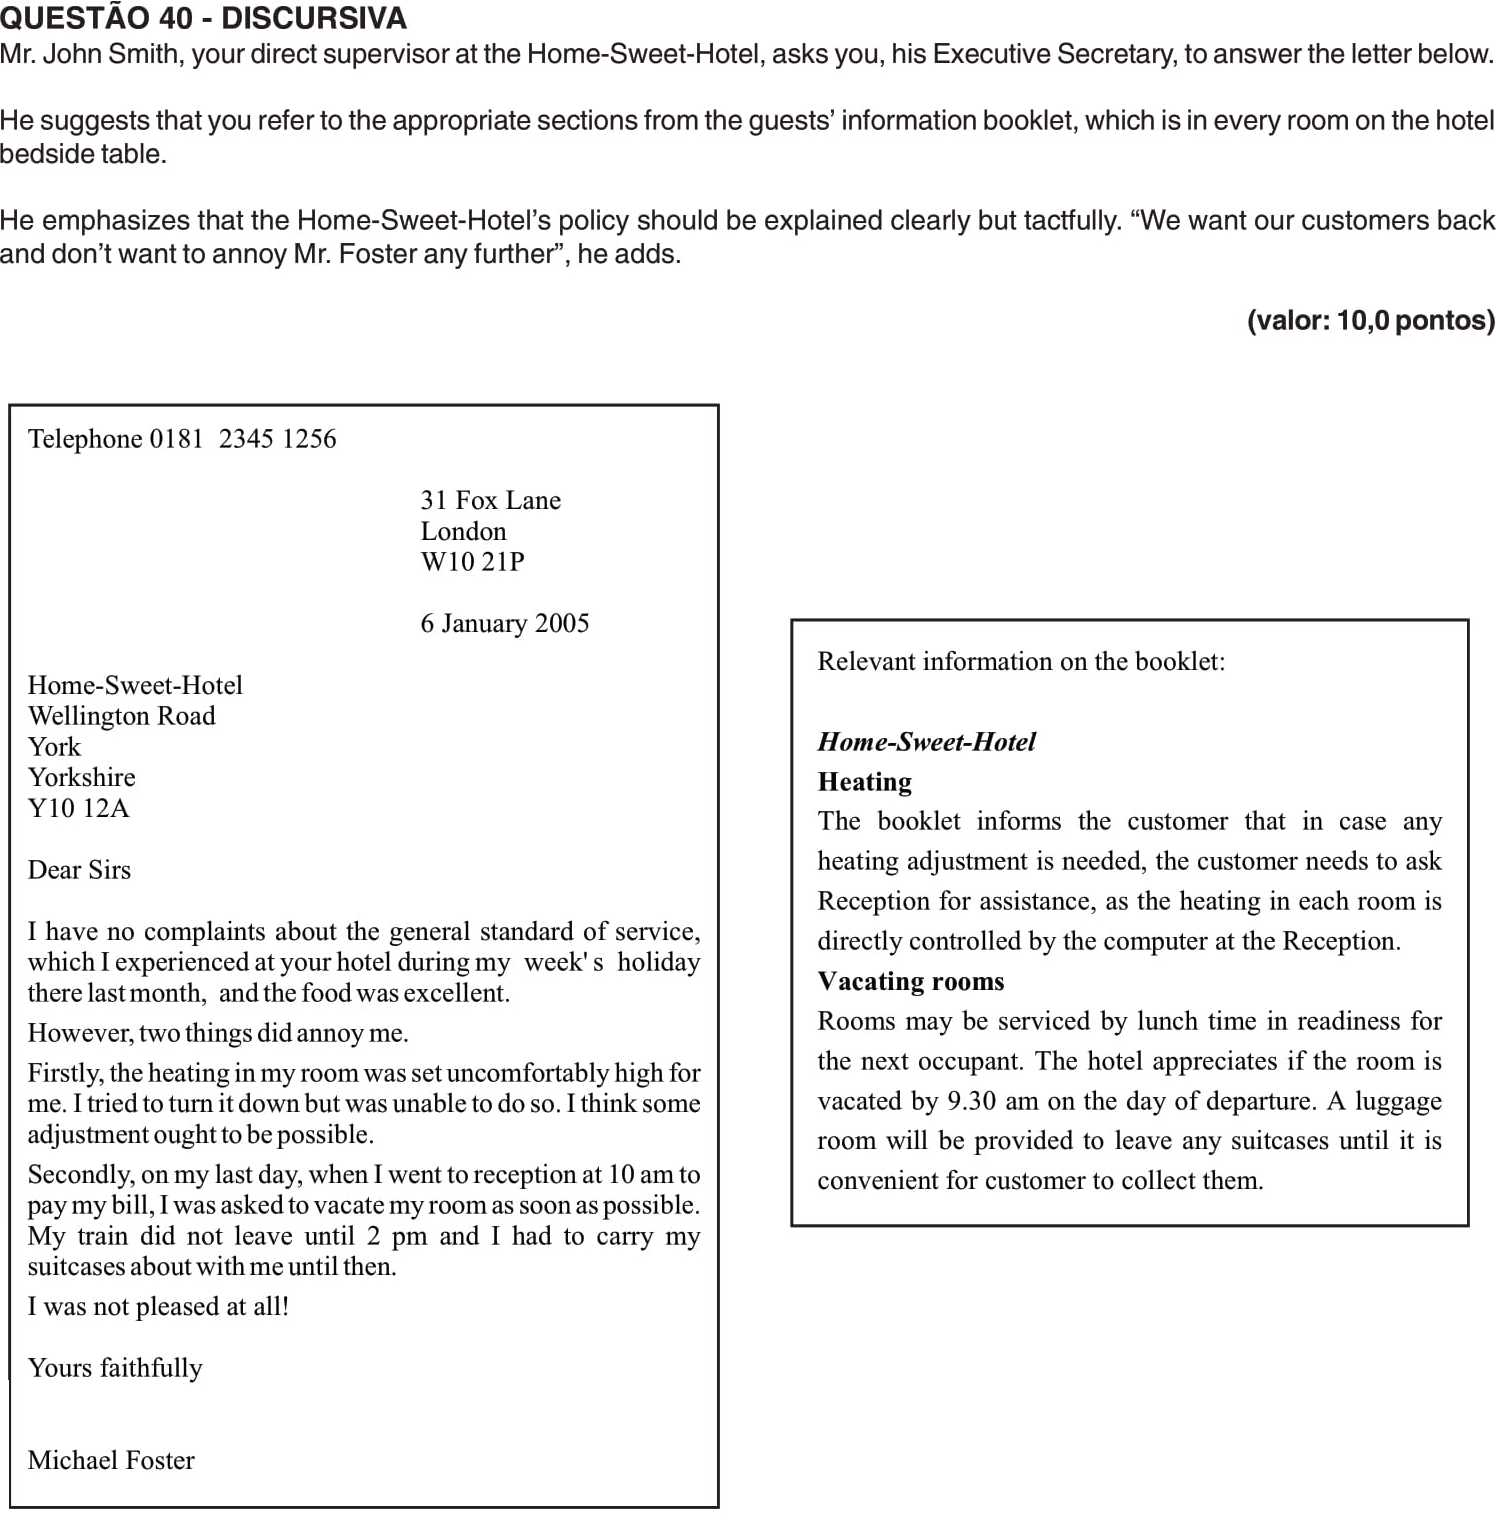 QUESTÃO 40 - DISCURSIVA
Mr. John Smith, your direct supervisor at the Home-Sweet-Hotel, asks you, his Executive Secretary, to answer the letter below.
He suggests that you refer to the appropriate sections from the guests’ information booklet, which is in every room on the hotel
bedside table.
He emphasizes that the Home-Sweet-Hotel’s policy should be explained clearly but tactfully. “We want our customers back
and don’t want to annoy Mr. Foster any further”, he adds.
(valor: 10,0 pontos)
Telephone 0181 2345 1256
31 Fox Lane
London
W10 21P
6 January 2005
Home-Sweet-Hotel
Wellington Road
York
Yorkshire
Y10 12A
Dear Sirs
I have no complaints about the general standard of service,
which I experienced at your hotel during my week' s holiday
there last month, and the food was excellent.
However, two things did annoy me.
Firstly, the heating in my room was set uncomfortably high for
me. I tried to turn it down but was unable to do so. I think some
adjustment ought to be possible.
Secondly, on my last day, when I went to reception at 10 am to
pay my bill, I was asked to vacate my room as soon as possible.
My train did not leave until 2 pm and I had to carry my
suitcases about with me until then.
I was not pleased at all!
Yours faithfully
Michael Foster
Relevant information on the booklet:
Home-Sweet-Hotel
Heating
The booklet informs the customer that in case any
heating adjustment is needed, the customer needs to ask
Reception for assistance, as the heating in each room is
directly controlled by the computer at the Reception.
Vacating rooms
Rooms may be serviced by lunch time in readiness for
the next occupant. The hotel appreciates if the room is
vacated by 9.30 am on the day of departure. A luggage
room will be provided to leave any suitcases until it is
convenient for customer to collect them.